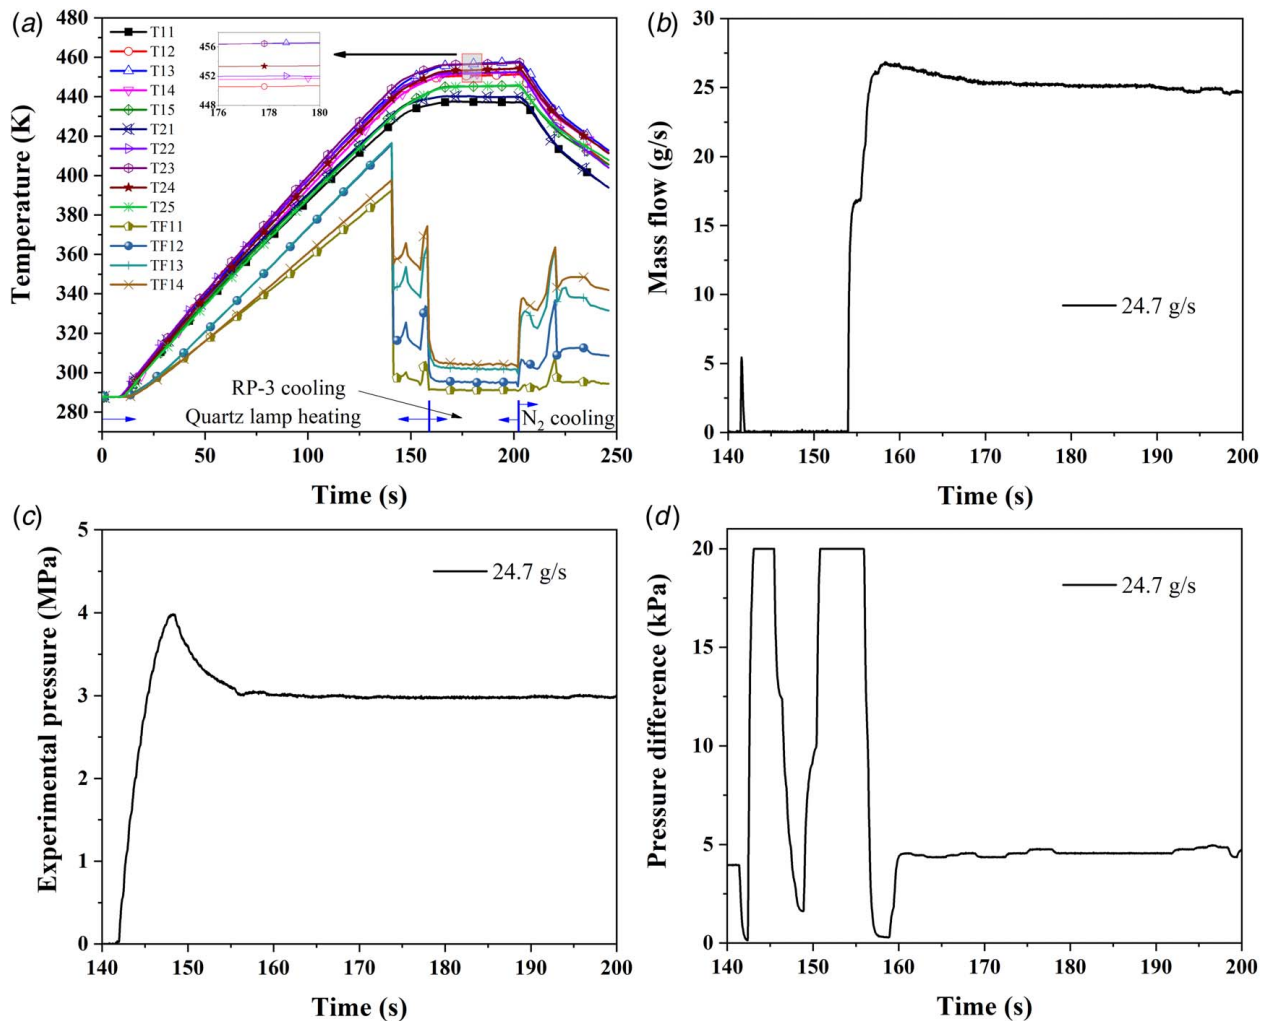 (a)
Temperature (K)
480
460
440
420
400
380
360
340
320
300
280
T11
T12
T13
T14
T15
T21
T22
T23
T24
T25
TF11
TF12
TF13
TF14
456
452
448
176
178
180
RP-3 cooling
Quartz lamp heating
N2 cooling
0
50
100
150
200
250
Time (s)
(b)
Mass flow (g/s)
30
25
20
15
10
5
0
24.7 g/s
140
150
160
170
180
190
200
Time (s)
(c)
Experimental pressure (MPa)
5
4
3
2
1
0
24.7 g/s
140
150
160
170
180
190
200
Time (s)
(d)
Pressure difference (kPa)
20
15
10
5
0
24.7 g/s
140
150
160
170
180
190
200
Time (s)